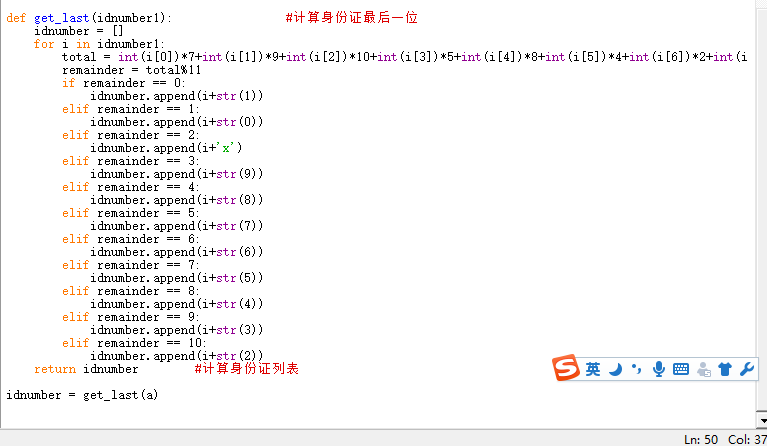 def get_last(idnumber1):                #计算身份证最后一位
    idnumber = []
    for i in idnumber1:
        total = int(i[0])*7+int(i[1])*9+int(i[2])*10+int(i[3])*5+int(i[4])*8+int(i[5])*4+int(i[6])*2+int(i
        remainder = total%11
        if remainder == 0:
            idnumber.append(i+str(1))
        elif remainder == 1:
            idnumber.append(i+str(0))
        elif remainder == 2:
            idnumber.append(i+'x')
        elif remainder == 3:
            idnumber.append(i+str(9))
        elif remainder == 4:
            idnumber.append(i+str(8))
        elif remainder == 5:
            idnumber.append(i+str(7))
        elif remainder == 6:
            idnumber.append(i+str(6))
        elif remainder == 7:
            idnumber.append(i+str(5))
        elif remainder == 8:
            idnumber.append(i+str(4))
        elif remainder == 9:
            idnumber.append(i+str(3))
        elif remainder == 10:
            idnumber.append(i+str(2))
    return idnumber        #计算身份证列表
S 英
idnumber = get_last(a)
Ln: 50 Col: 37